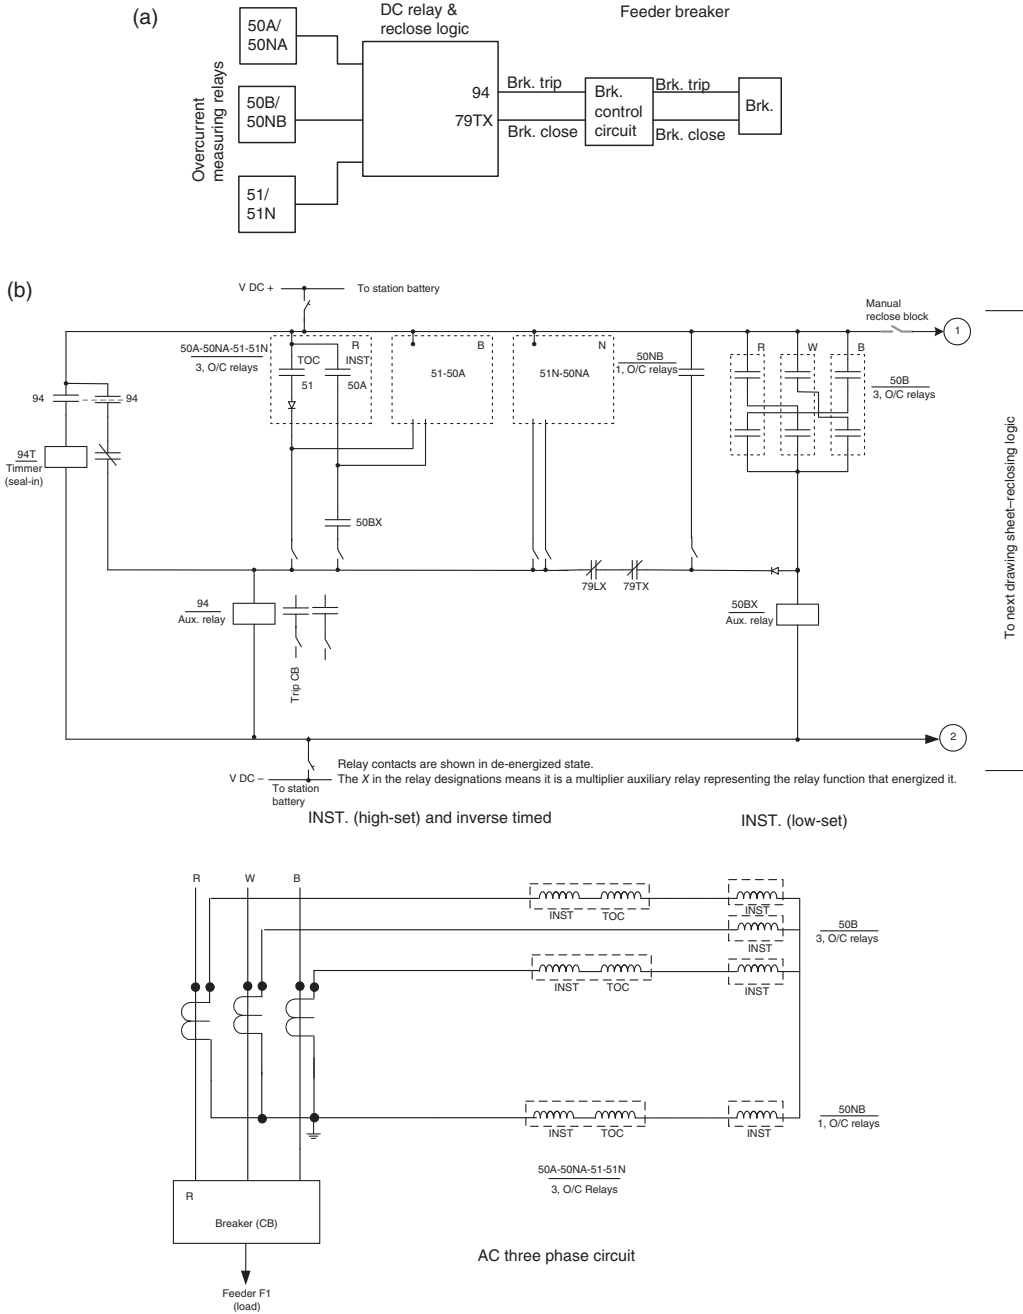 (a)
DC relay &
reclose logic
Feeder breaker
Overcurrent
measuring relays
50A/
50NA
50B/
50NB
51/
51N
94
79TX
Brk. trip
Brk. close
Brk.
control
circuit
Brk. trip
Brk. close
Brk.
(b)
V DC +
To station battery
Manual
reclose block
1
50A-50NA-51-51N
3, O/C relays
TOC
R
INST
51
50A
B
51-50A
N
51N-50NA
50NB
1, O/C relays
R
W
B
50B
3, O/C relays
94
94
94T
Timmer
(seal-in)
50BX
79LX
79TX
94
Aux. relay
50BX
Aux. relay
Trip CB
To next drawing sheet–reclosing logic
2
Relay contacts are shown in de-energized state.
V DC –
The X in the relay designations means it is a multiplier auxiliary relay representing the relay function that energized it.
To station
battery
INST. (high-set) and inverse timed
INST. (low-set)
R
W
B
INST
TOC
INST
INST
50B
3, O/C relays
INST
TOC
INST
INST
TOC
INST
50NB
1, O/C relays
50A-50NA-51-51N
3, O/C Relays
R
Breaker (CB)
AC three phase circuit
Feeder F1
(load)